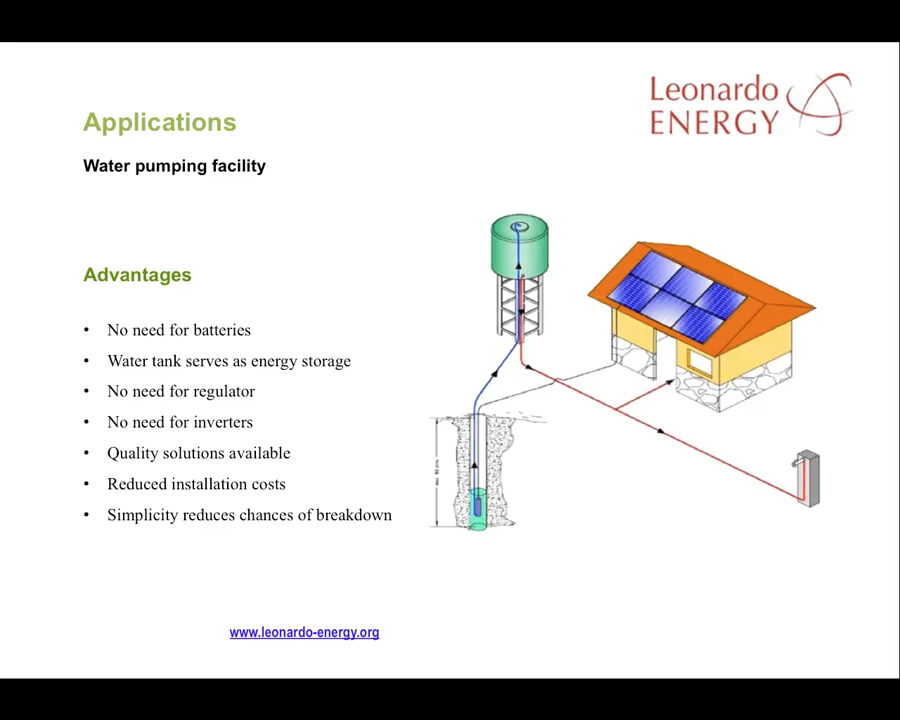 Leonardo
ENERGY
Applications
Water pumping facility
Advantages
• No need for batteries
• Water tank serves as energy storage
• No need for regulator
• No need for inverters
• Quality solutions available
• Reduced installation costs
• Simplicity reduces chances of breakdown
www.leonardo-energy.org